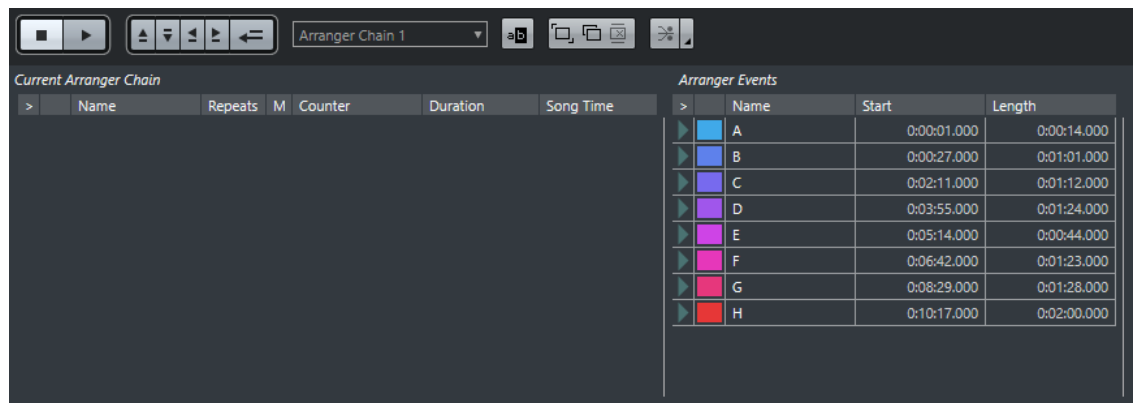 Arranger Chain 1
ab
Current Arranger Chain
> Name Repeats M Counter Duration Song Time
Arranger Events
> Name Start Length
A 0:00:01.000 0:00:14.000
B 0:00:27.000 0:01:01.000
C 0:02:11.000 0:01:12.000
D 0:03:55.000 0:01:24.000
E 0:05:14.000 0:00:44.000
F 0:06:42.000 0:01:23.000
G 0:08:29.000 0:01:28.000
H 0:10:17.000 0:02:00.000